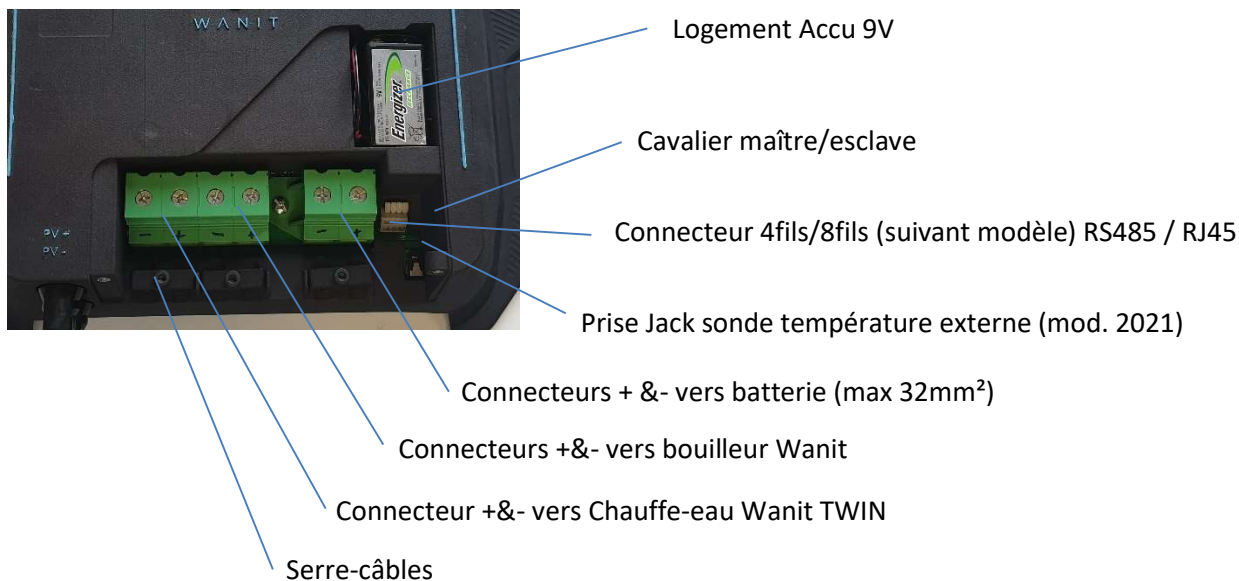 WANIT
Logement Accu 9V
Energizer
RECHARGE
Cavalier maître/esclave
PV+
PV-
- + - + - +
Connecteur 4fils/8fils (suivant modèle) RS485 / RJ45
Prise Jack sonde température externe (mod. 2021)
Connecteurs + &- vers batterie (max 32mm²)
Connecteurs +&- vers bouilleur Wanit
Connecteur +&- vers Chauffe-eau Wanit TWIN
Serre-câbles